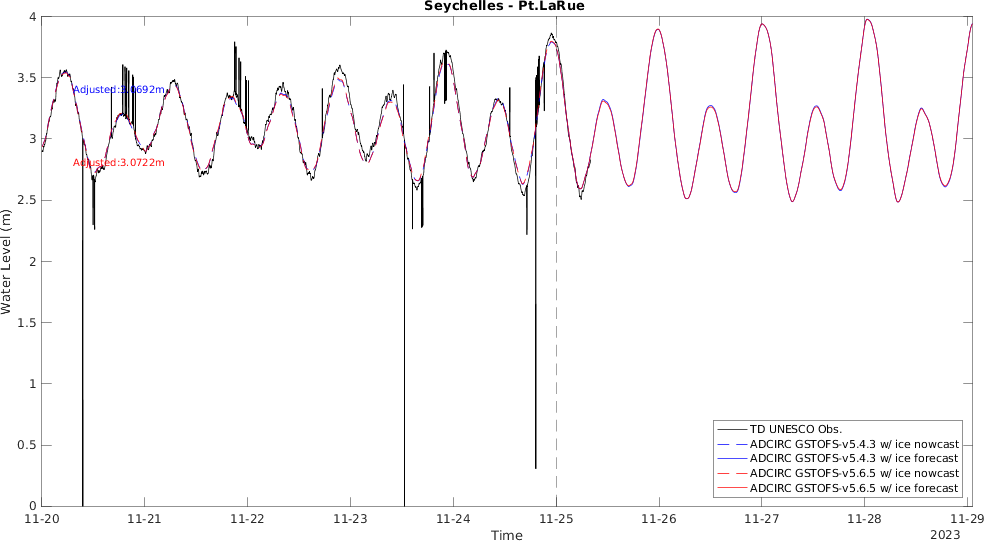 Seychelles - Pt.LaRue
4
3.5
3
2.5
2
1.5
1
0.5
0
Water Level (m)
Adjusted:3.0692m
Adjusted:3.0722m
TD UNESCO Obs.
ADCIRC GSTOFS-v5.4.3 w/ ice nowcast
ADCIRC GSTOFS-v5.4.3 w/ ice forecast
ADCIRC GSTOFS-v5.6.5 w/ ice nowcast
ADCIRC GSTOFS-v5.6.5 w/ ice forecast
11-20 11-21 11-22 11-23 11-24 11-25 11-26 11-27 11-28 11-29
Time
2023